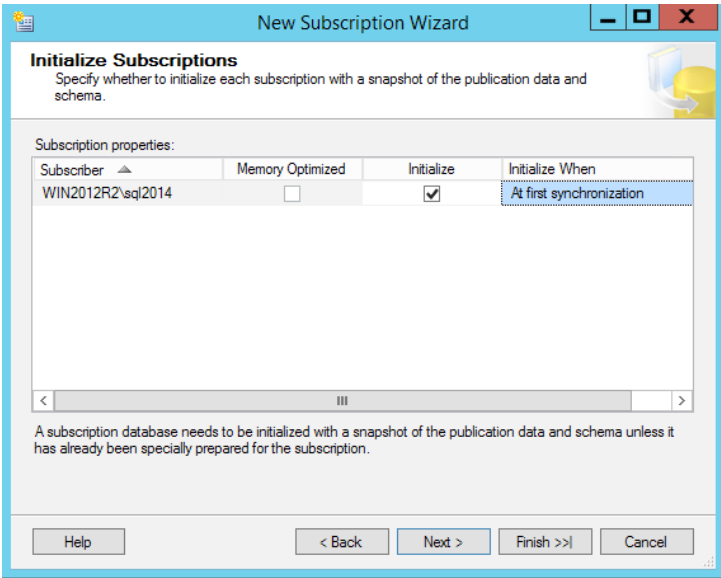 New Subscription Wizard
Initialize Subscriptions
Specify whether to initialize each subscription with a snapshot of the publication data and
schema.
Subscription properties:
Subscriber Memory Optimized Initialize Initialize When
WIN2012R2\sql2014 At first synchronization
A subscription database needs to be initialized with a snapshot of the publication data and schema unless it
has already been specially prepared for the subscription.
Help < Back Next > Finish >>| Cancel